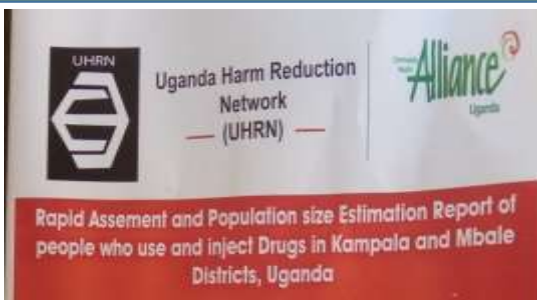 UHRN
Uganda Harm Reduction
Network
(UHRN)
Alliance
Uganda
Rapid Assement and Population size Estimation Report of
people who use and inject Drugs in Kampala and Mbale
Districts, Uganda